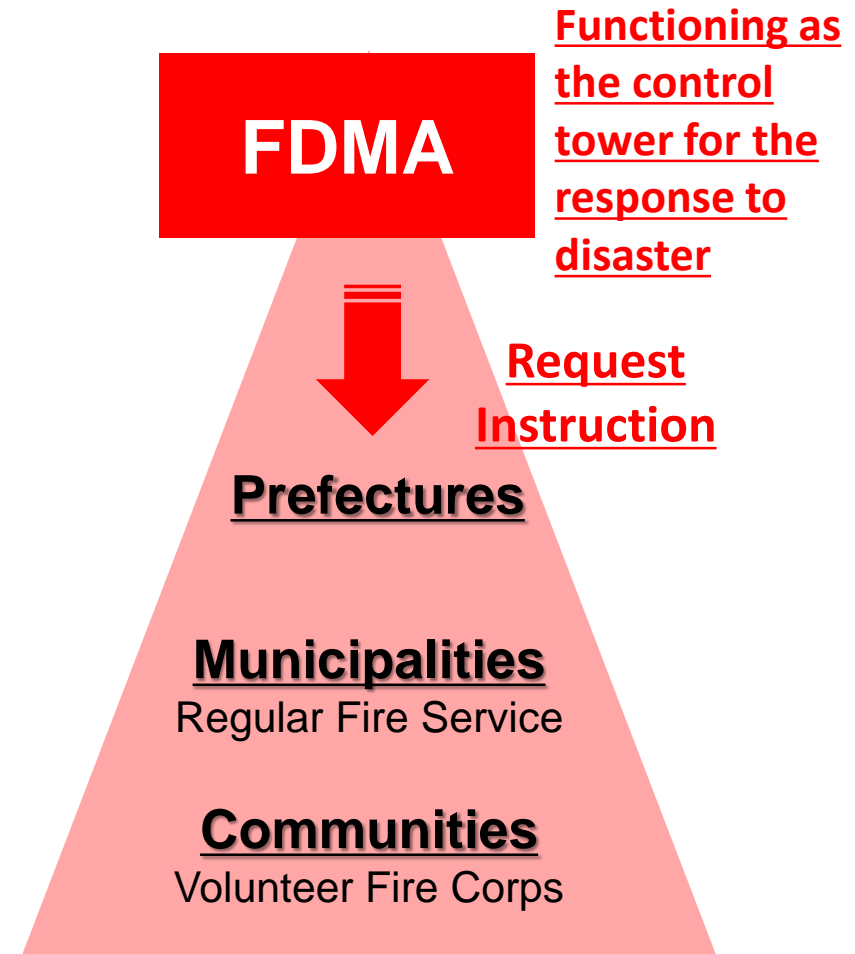 FDMA
Functioning as
the control
tower for the
response to
disaster
Request
Instruction
Prefectures
Municipalities
Regular Fire Service
Communities
Volunteer Fire Corps